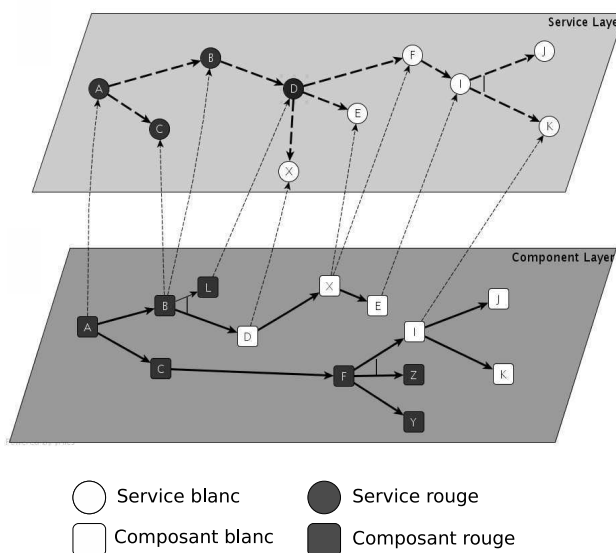 Service Laye
B
F
J
A
D
I
E
C
K
X
Component Layer
L
X
B
E
J
A
D
I
C
F
Z
K
Y
Service blanc
Service rouge
Composant blanc
Composant rouge